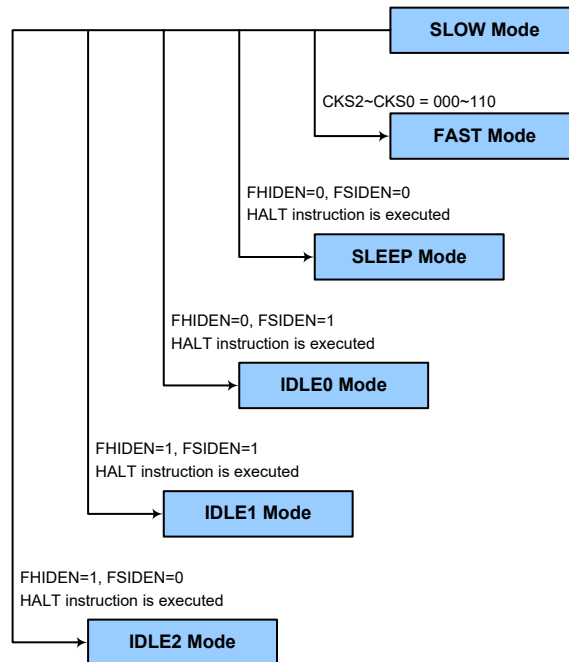 SLOW Mode
CKS2~CKS0 = 000~110
FAST Mode
FHIDEN=0, FSIDEN=0
HALT instruction is executed
SLEEP Mode
FHIDEN=0, FSIDEN=1
HALT instruction is executed
IDLE0 Mode
FHIDEN=1, FSIDEN=1
HALT instruction is executed
IDLE1 Mode
FHIDEN=1, FSIDEN=0
HALT instruction is executed
IDLE2 Mode